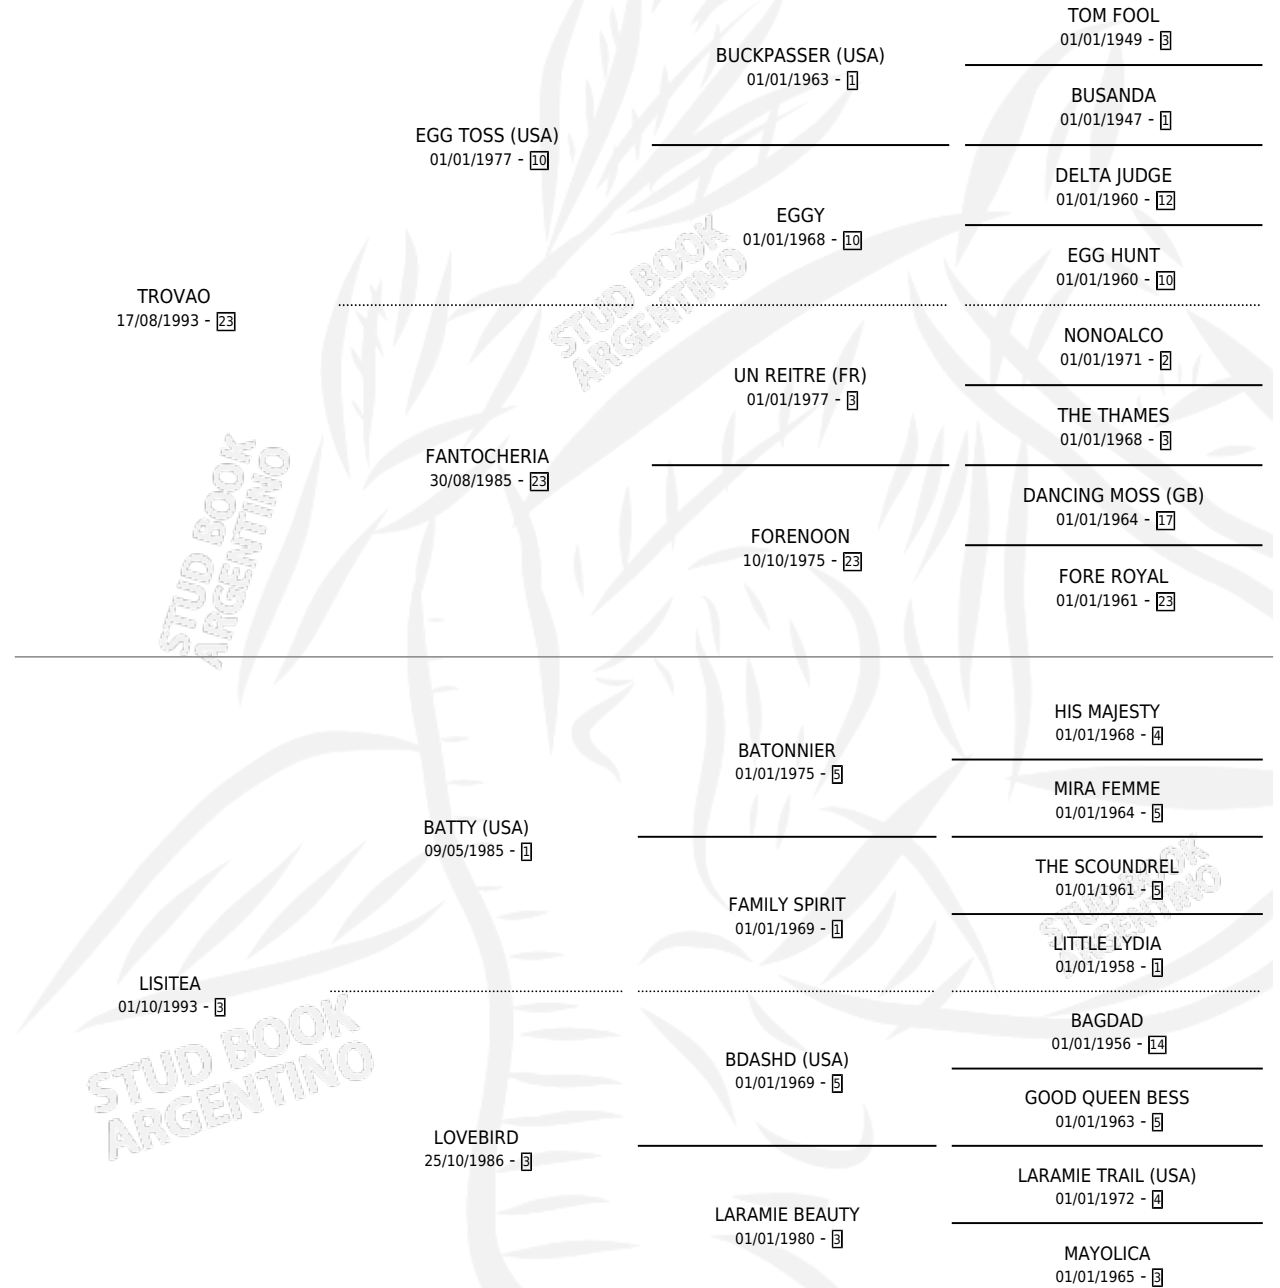 TOM FOOL
01/01/1949 - 3
BUCKPASSER (USA)
01/01/1963 - 1
BUSANDA
01/01/1947 - 1
EGG TOSS (USA)
01/01/1977 - 10
DELTA JUDGE
01/01/1960 - 12
EGGY
01/01/1968 - 10
EGG HUNT
01/01/1960 - 10
TROVAO
17/08/1993 - 23
NONOALCO
01/01/1971 - 2
UN REITRE (FR)
01/01/1977 - 3
THE THAMES
01/01/1968 - 3
FANTOCHERIA
30/08/1985 - 23
DANCING MOSS (GB)
01/01/1964 - 17
FORENOON
10/10/1975 - 23
FORE ROYAL
01/01/1961 - 23
STUD BOOK
ARGENTINO
STUD BOOK
ARGENTINO
HIS MAJESTY
01/01/1968 - 4
BATONNIER
01/01/1975 - 5
MIRA FEMME
01/01/1964 - 5
BATTY (USA)
09/05/1985 - 1
THE SCOUNDREL
01/01/1961 - 5
FAMILY SPIRIT
01/01/1969 - 1
LITTLE LYDIA
01/01/1958 - 1
STUD BOOK
ARGENTINO
LISITEA
01/10/1993 - 3
BAGDAD
01/01/1956 - 14
BDASHD (USA)
01/01/1969 - 5
GOOD QUEEN BESS
01/01/1963 - 5
STUD BOOK
ARGENTINO
LOVEBIRD
25/10/1986 - 3
LARAMIE TRAIL (USA)
01/01/1972 - 4
LARAMIE BEAUTY
01/01/1980 - 3
MAYOLICA
01/01/1965 - 3